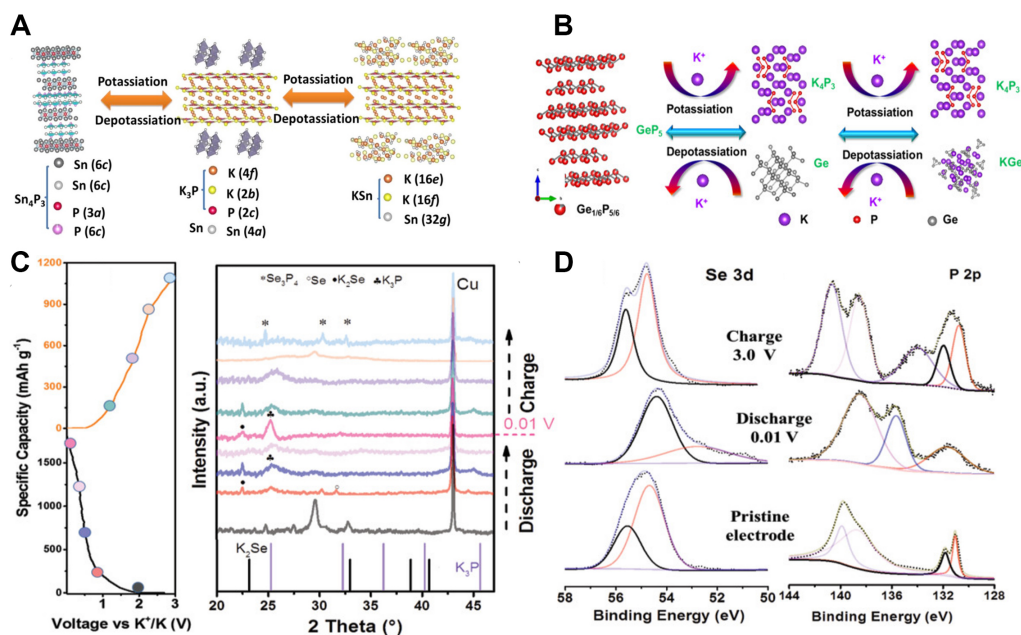 A
Potassiation
Depotassiation
Potassiation
Depotassiation
Sn4P3
Sn (6c)
Sn (6c)
P (3a)
P (6c)
K3P
K (4f)
K (2b)
P (2c)
Sn
Sn (4a)
KSn
K (16e)
K (16f)
Sn (32g)
B
K+
K
Potassiation
GeP5
Depotassiation
K
K+
K4P3
Ge
K+
K
Potassiation
Depotassiation
K
K+
K4P3
KGe
Ge1/6P5/6
K
P
Ge
C
Specific Capacity (mAh g-1)
1200
900
600
300
0
1500
1000
500
0
0
1
2
3
Voltage vs K+/K (V)
Intensity (a.u.)
*Se3P4 ○Se ●K2Se ♣K3P
Cu
* * *
♣
●
♣
●
○
Charge
0.01 V
Discharge
K2Se
K3P
20 25 30 35 40 45
2 Theta (°)
D
Se 3d
P 2p
Charge
3.0 V
Discharge
0.01 V
Pristine
electrode
58 56 54 52 50
Binding Energy (eV)
144 140 136 132 128
Binding Energy (eV)